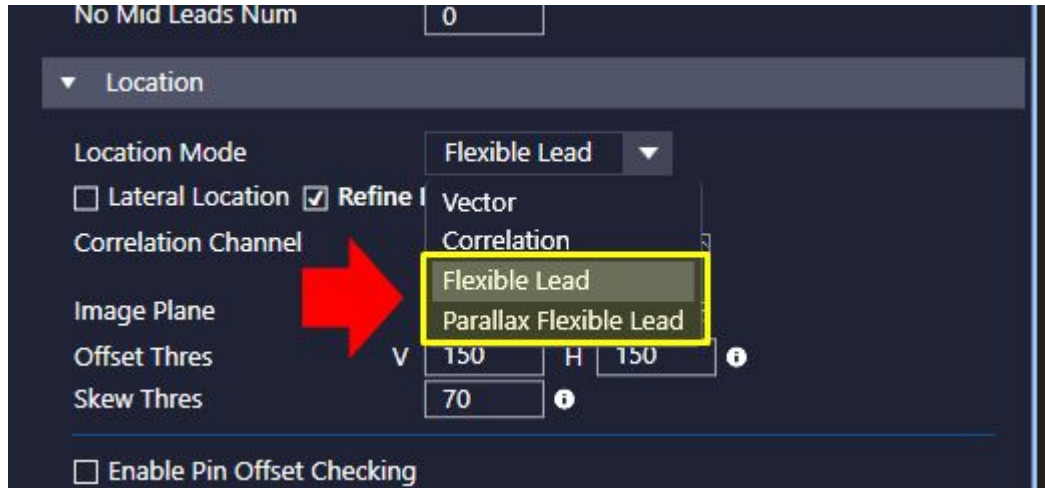 No Mid Leads Num 0
Location
Location Mode Flexible Lead
Lateral Location Refine
Vector
Correlation Channel Correlation
Flexible Lead
Image Plane Parallax Flexible Lead
Offset Thres V 150 H 150
Skew Thres 70
Enable Pin Offset Checking